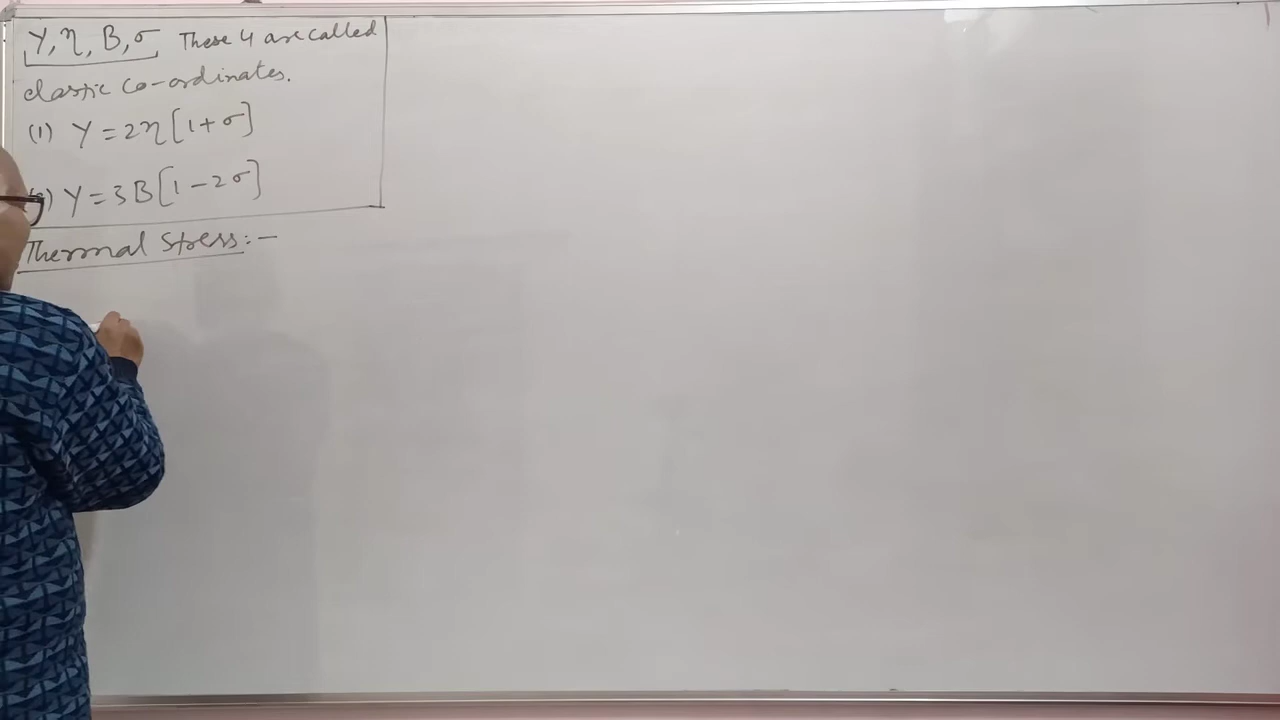 Y, η, B, σ These 4 are called
elastic co-ordinates.
(1) Y = 2η[1+σ]
) Y = 3B[1-2σ]
Thermal Stress:-